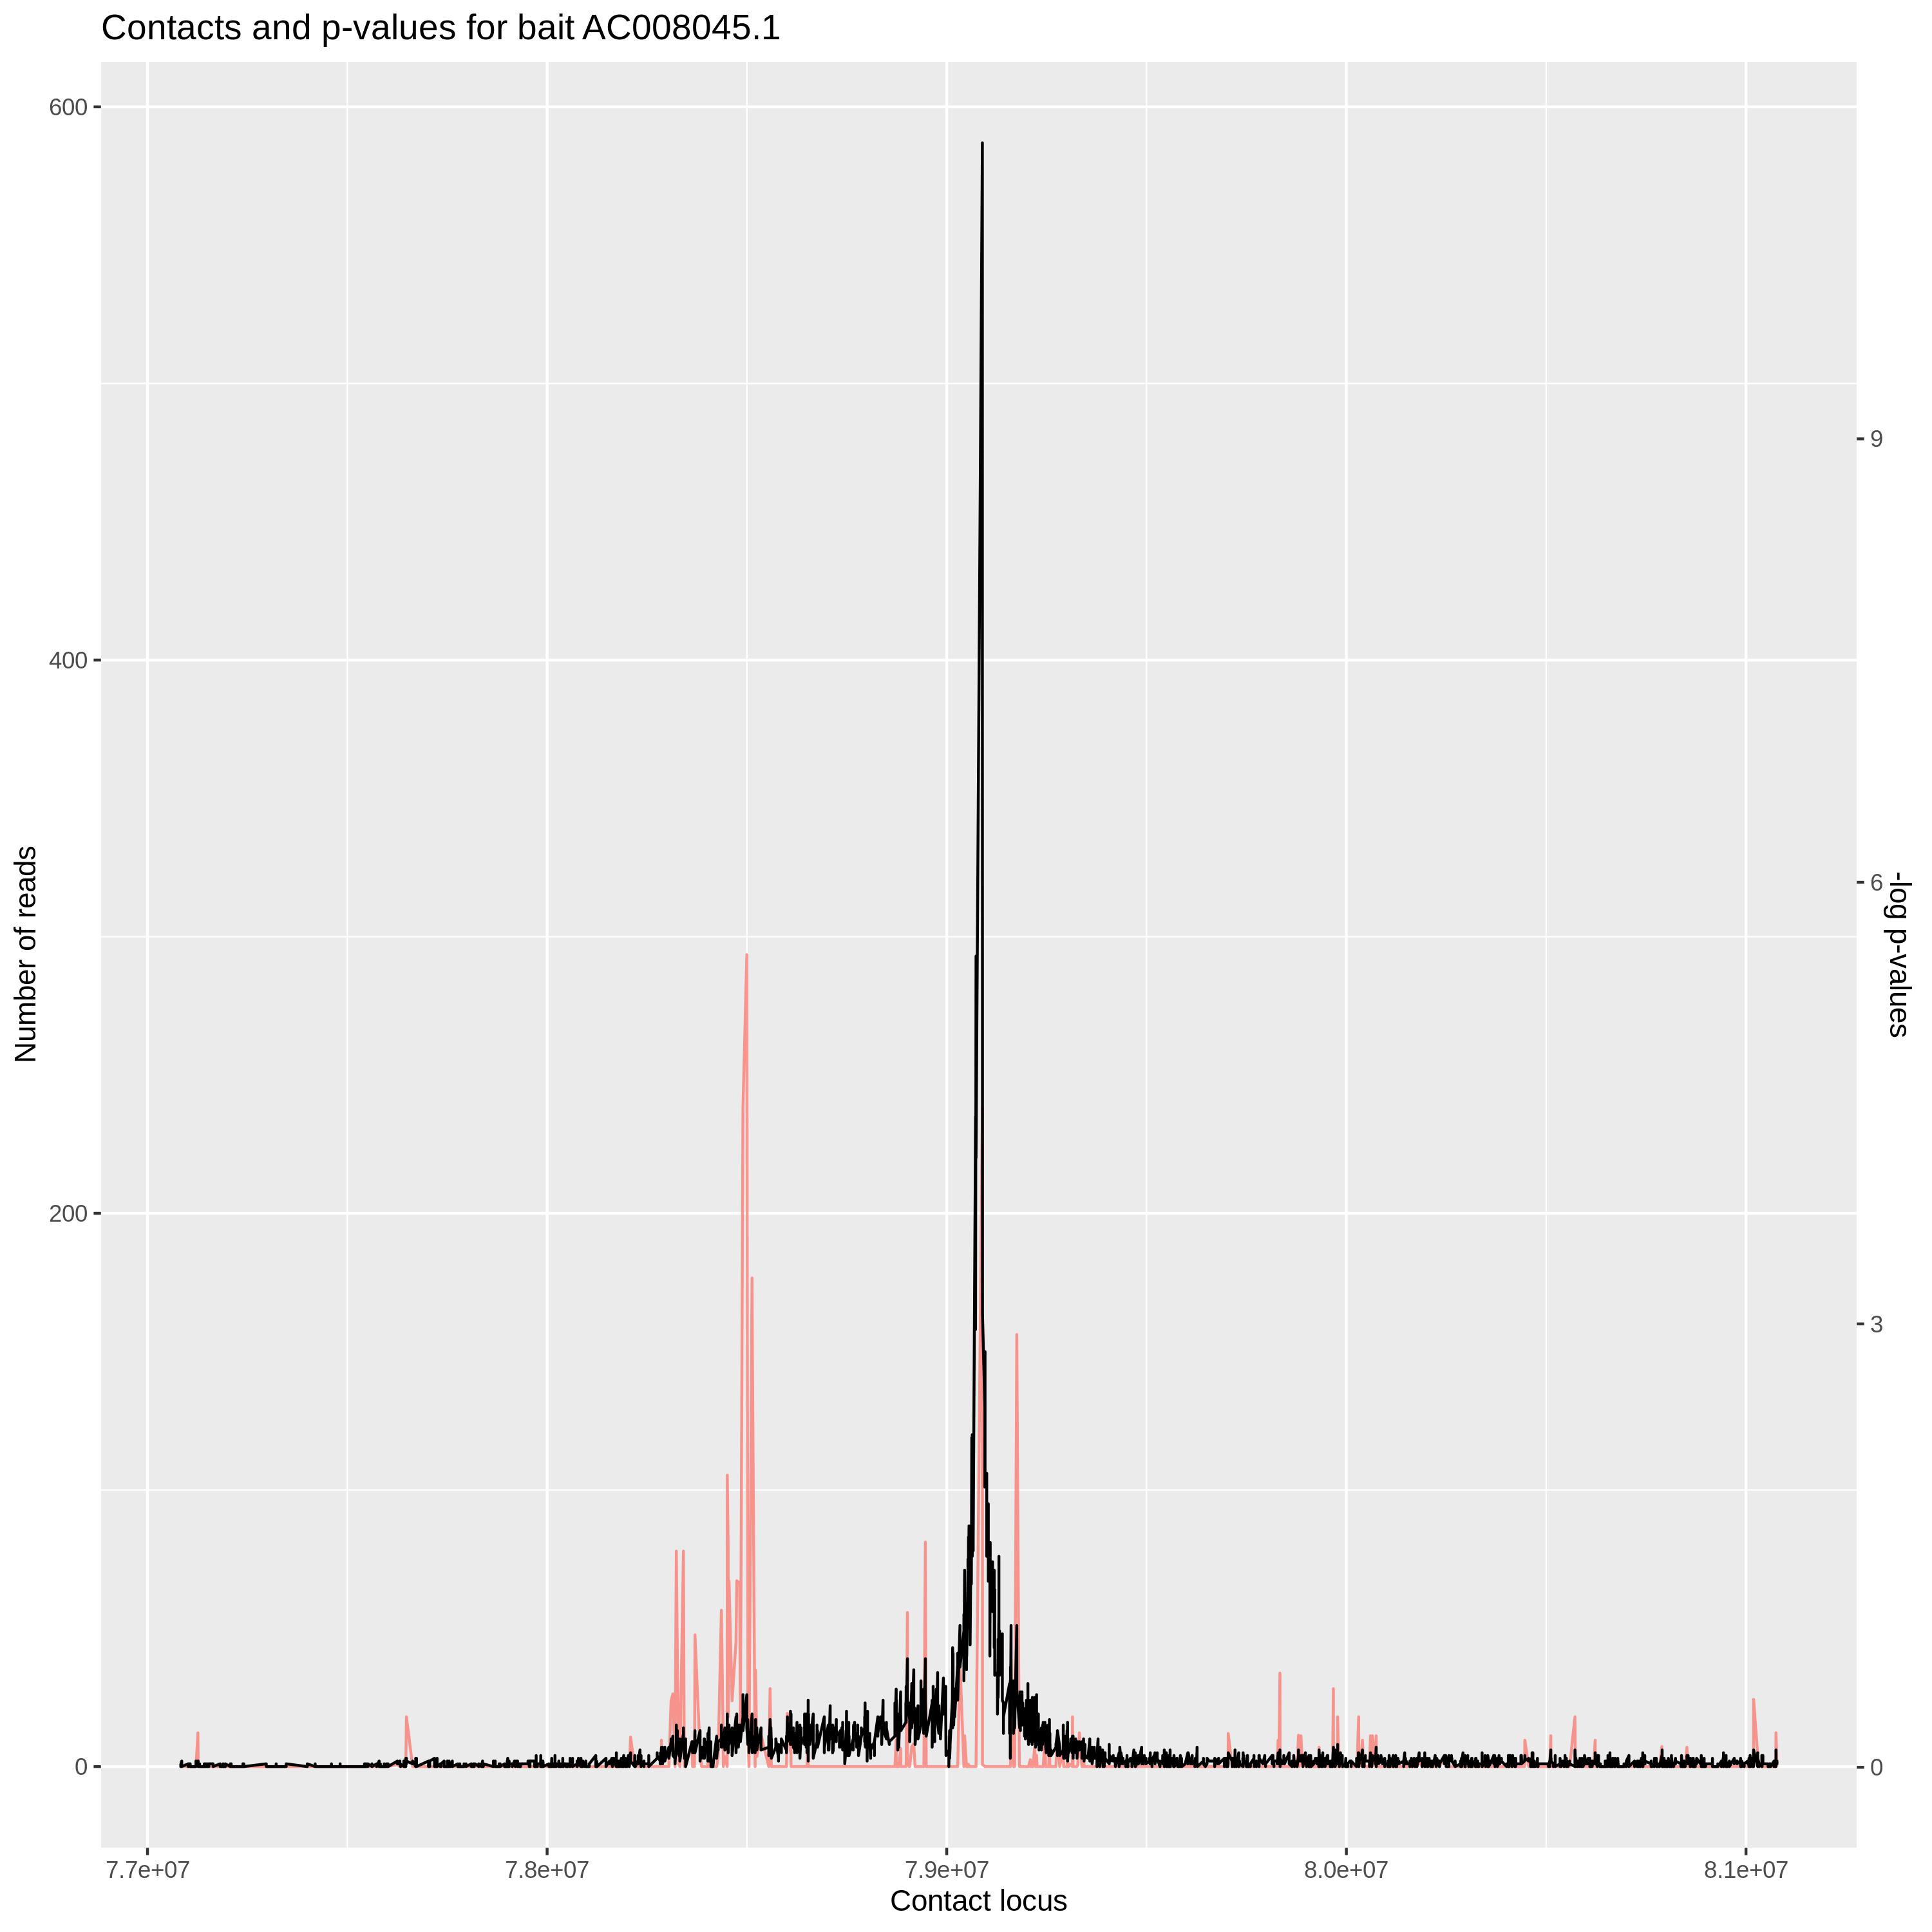 Contacts and p-values for bait AC008045.1
600
400
200
0
Number of reads
9
6
3
0
-log p-values
7.7e+07 7.8e+07 7.9e+07 8.0e+07 8.1e+07
Contact locus